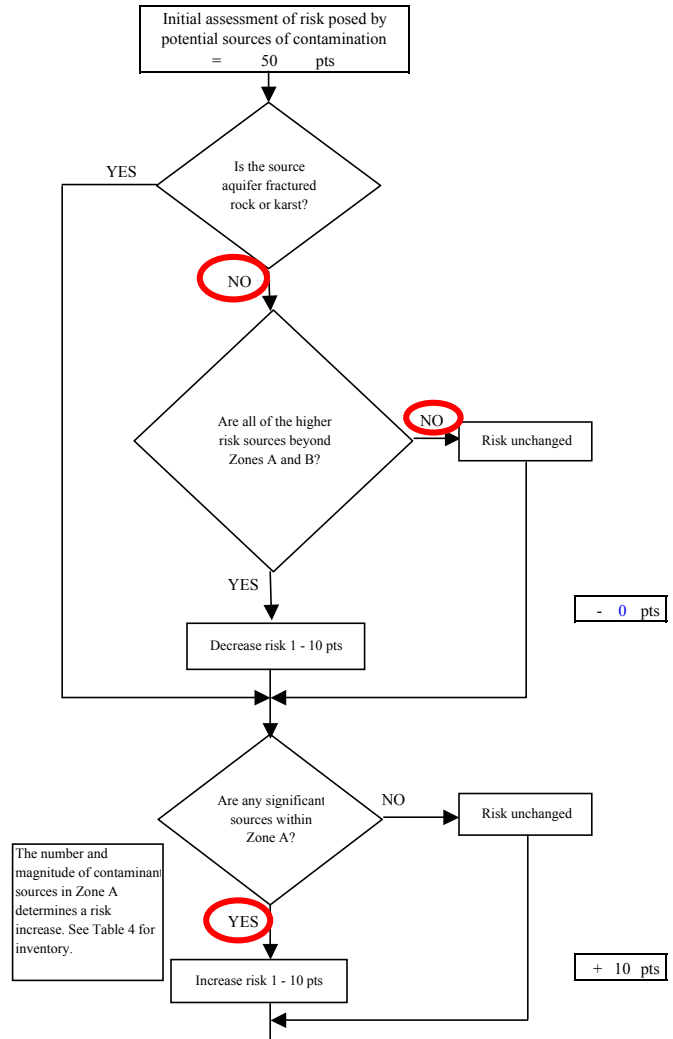 Initial assessment of risk posed by
potential sources of contamination
= 50 pts
YES
Is the source
aquifer fractured
rock or karst?
NO
Are all of the higher
risk sources beyond
Zones A and B?
NO
Risk unchanged
YES
- 0 pts
Decrease risk 1 - 10 pts
Are any significant
sources within
Zone A?
NO
Risk unchanged
The number and
magnitude of contaminant
sources in Zone A
determines a risk
increase. See Table 4 for
inventory.
YES
+ 10 pts
Increase risk 1 - 10 pts